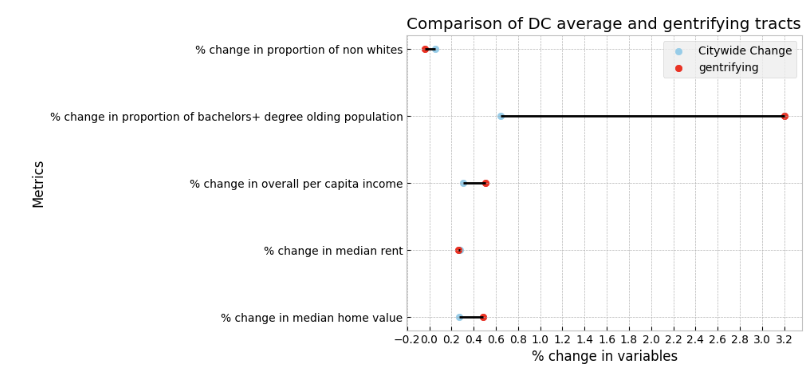 Comparison of DC average and gentrifying tracts
Citywide Change
gentrifying
% change in proportion of non whites
% change in proportion of bachelors+ degree olding population
% change in overall per capita income
% change in median rent
% change in median home value
Metrics
−0.2 0.0 0.2 0.4 0.6 0.8 1.0 1.2 1.4 1.6 1.8 2.0 2.2 2.4 2.6 2.8 3.0 3.2
% change in variables